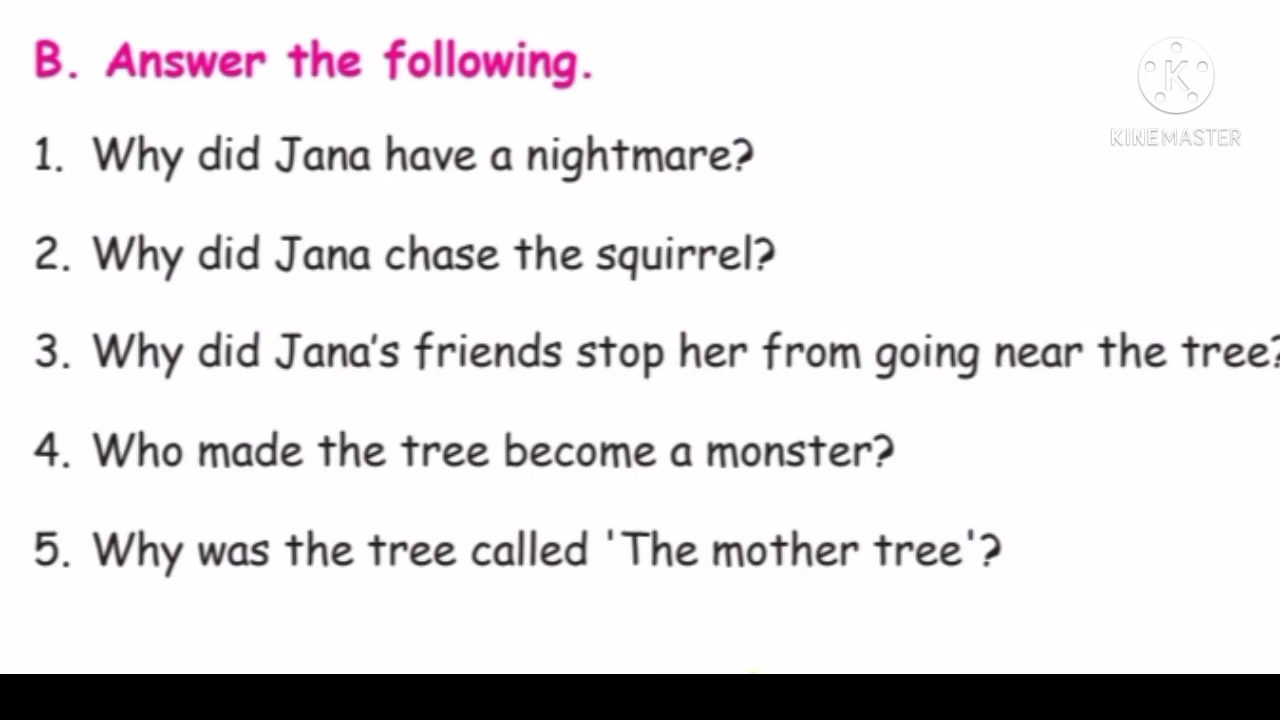 B. Answer the following.
KINEMASTER
1. Why did Jana have a nightmare?
2. Why did Jana chase the squirrel?
3. Why did Jana's friends stop her from going near the tree?
4. Who made the tree become a monster?
5. Why was the tree called 'The mother tree'?